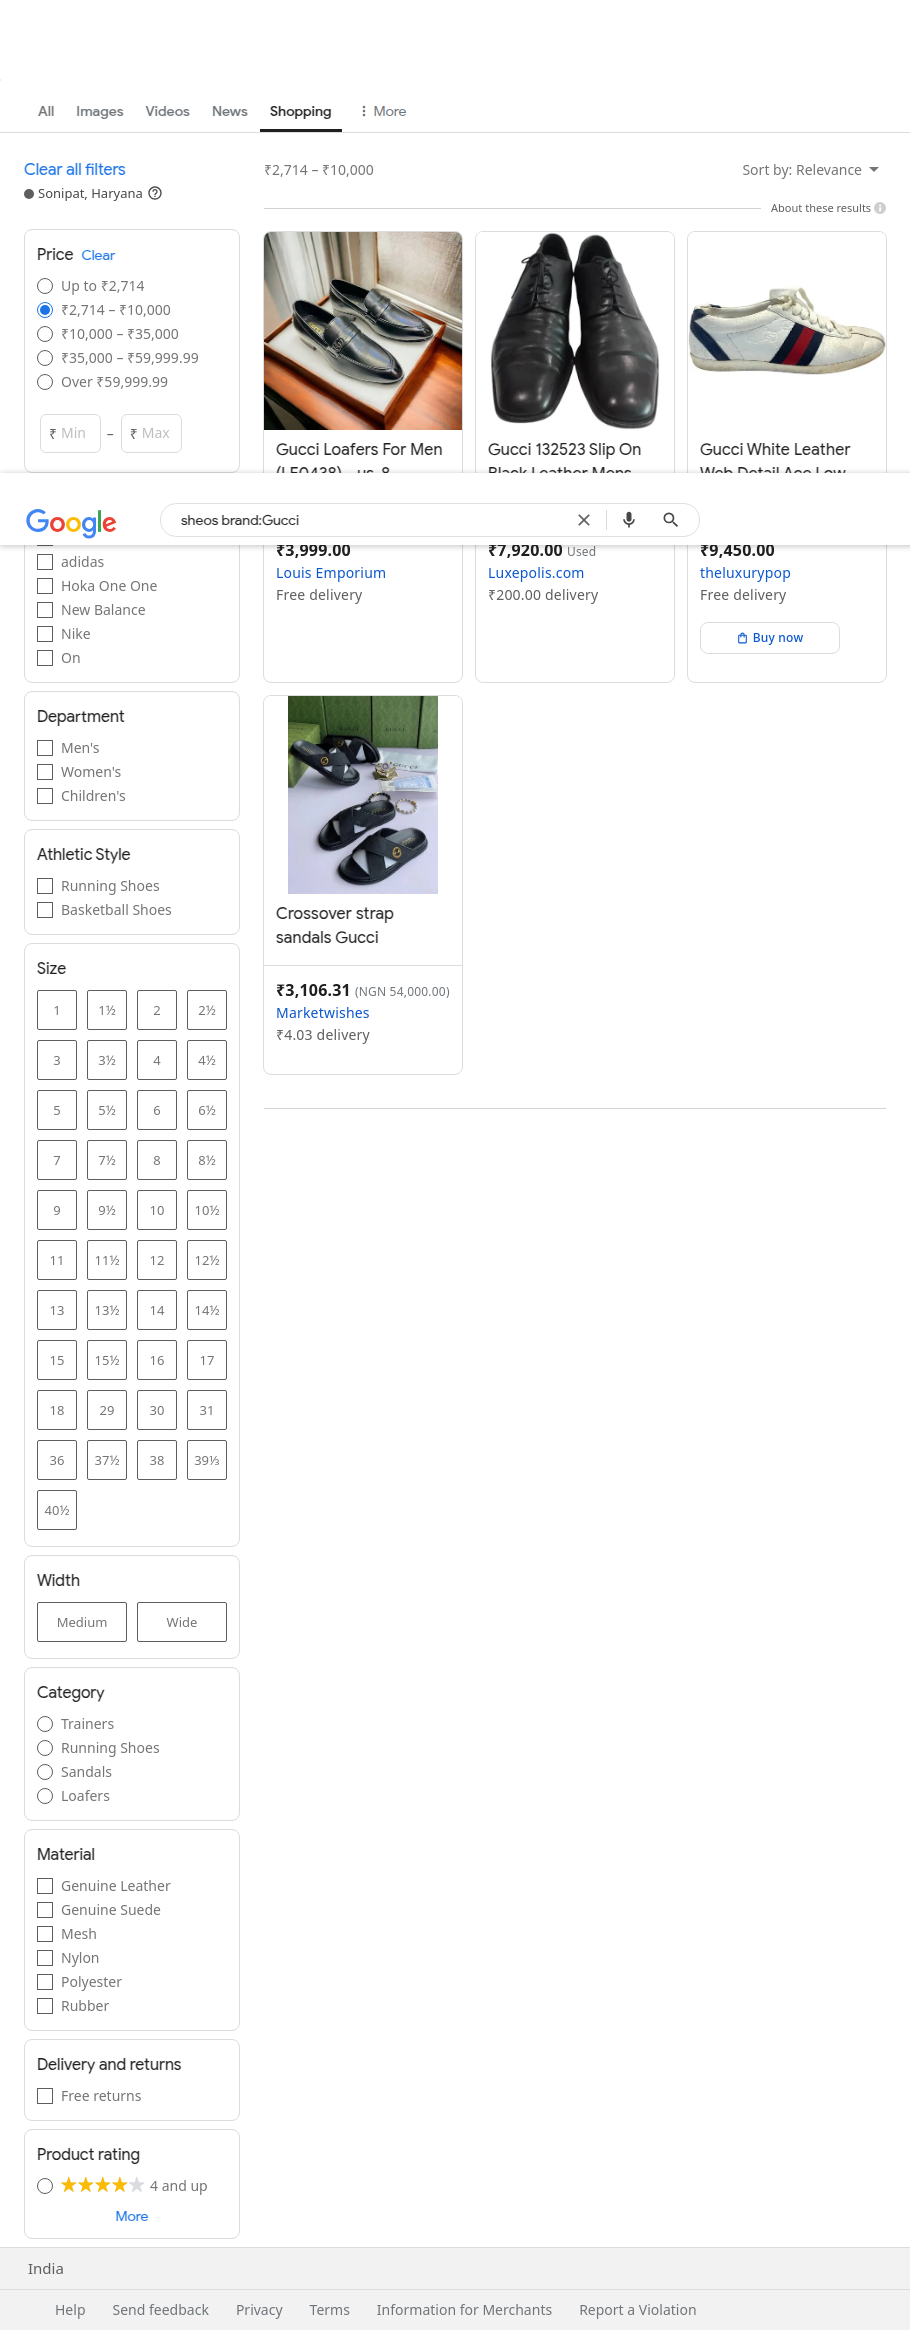 All Images Videos News Shopping More
Clear all filters
Sonipat, Haryana
₹2,714 – ₹10,000
Sort by: Relevance
About these results
Price Clear
Up to ₹2,714
₹2,714 – ₹10,000
₹10,000 – ₹35,000
₹35,000 – ₹59,999.99
Over ₹59,999.99
₹ Min – ₹ Max
Gucci Loafers For Men
(LF0438) - us-8
Gucci 132523 Slip On
Black Leather Mens
Gucci White Leather
Web Detail Ace Low
Google
sheos brand:Gucci
adidas
Hoka One One
New Balance
Nike
On
₹3,999.00
Louis Emporium
Free delivery
₹7,920.00 Used
Luxepolis.com
₹200.00 delivery
₹9,450.00
theluxurypop
Free delivery
Buy now
Department
Men's
Women's
Children's
Athletic Style
Running Shoes
Basketball Shoes
Crossover strap
sandals Gucci
₹3,106.31 (NGN 54,000.00)
Marketwishes
₹4.03 delivery
Size
1 1½ 2 2½
3 3½ 4 4½
5 5½ 6 6½
7 7½ 8 8½
9 9½ 10 10½
11 11½ 12 12½
13 13½ 14 14½
15 15½ 16 17
18 29 30 31
36 37½ 38 39⅓
40½
Width
Medium Wide
Category
Trainers
Running Shoes
Sandals
Loafers
Material
Genuine Leather
Genuine Suede
Mesh
Nylon
Polyester
Rubber
Delivery and returns
Free returns
Product rating
4 and up
More
India
Help Send feedback Privacy Terms Information for Merchants Report a Violation